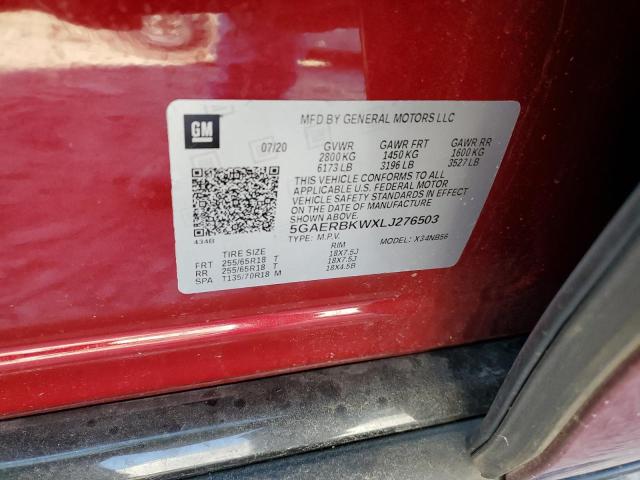 GM
MFD BY GENERAL MOTORS LLC
07/20 GVWR GAWR FRT GAWR RR
2800 KG 1450 KG 1600 KG
6173 LB 3196 LB 3527 LB
THIS VEHICLE CONFORMS TO ALL
APPLICABLE U.S. FEDERAL MOTOR
VEHICLE SAFETY STANDARDS IN EFFECT
ON THE DATE OF MANUFACTURE
SHOWN ABOVE.
5GAERBKWXLJ276503
TYPE: M.P.V. MODEL: X34NB56
434B
TIRE SIZE RIM
FRT 255/65R18 T 18X7.5J
RR 255/65R18 T 18X7.5J
SPA T135/70R18 M 18X4.5B